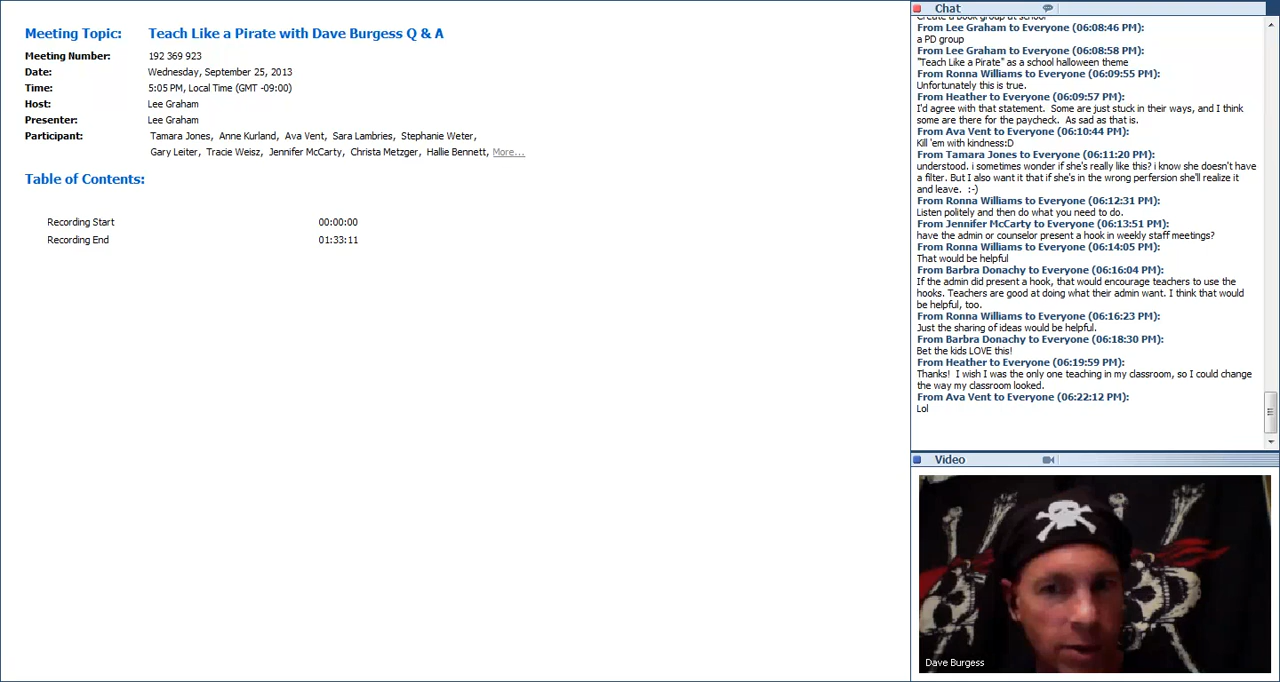 Meeting Topic: Teach Like a Pirate with Dave Burgess Q & A
Meeting Number: 192 369 923
Date: Wednesday, September 25, 2013
Time: 5:05 PM, Local Time (GMT -09:00)
Host: Lee Graham
Presenter: Lee Graham
Participant: Tamara Jones, Anne Kurland, Ava Vent, Sara Lambries, Stephanie Weter,
Gary Leiter, Tracie Weisz, Jennifer McCarty, Christa Metzger, Hallie Bennett, More...
Table of Contents:
Recording Start 00:00:00
Recording End 01:33:11
Chat
Create a book group at school
From Lee Graham to Everyone (06:08:46 PM):
a PD group
From Lee Graham to Everyone (06:08:58 PM):
"Teach Like a Pirate" as a school halloween theme
From Ronna Williams to Everyone (06:09:55 PM):
Unfortunately this is true.
From Heather to Everyone (06:09:57 PM):
I'd agree with that statement. Some are just stuck in their ways, and I think
some are there for the paycheck. As sad as that is.
From Ava Vent to Everyone (06:10:44 PM):
Kill 'em with kindness:D
From Tamara Jones to Everyone (06:11:20 PM):
understood. i sometimes wonder if she's really like this? i know she doesn't have
a filter. But I also want it that if she's in the wrong perfersion she'll realize it
and leave. :-)
From Ronna Williams to Everyone (06:12:31 PM):
Listen politely and then do what you need to do.
From Jennifer McCarty to Everyone (06:13:51 PM):
have the admin or counselor present a hook in weekly staff meetings?
From Ronna Williams to Everyone (06:14:05 PM):
That would be helpful
From Barbra Donachy to Everyone (06:16:04 PM):
If the admin did present a hook, that would encourage teachers to use the
hooks. Teachers are good at doing what their admin want. I think that would
be helpful, too.
From Ronna Williams to Everyone (06:16:23 PM):
Just the sharing of ideas would be helpful.
From Barbra Donachy to Everyone (06:18:30 PM):
Bet the kids LOVE this!
From Heather to Everyone (06:19:59 PM):
Thanks! I wish I was the only one teaching in my classroom, so I could change
the way my classroom looked.
From Ava Vent to Everyone (06:22:12 PM):
Lol
Video
Dave Burgess